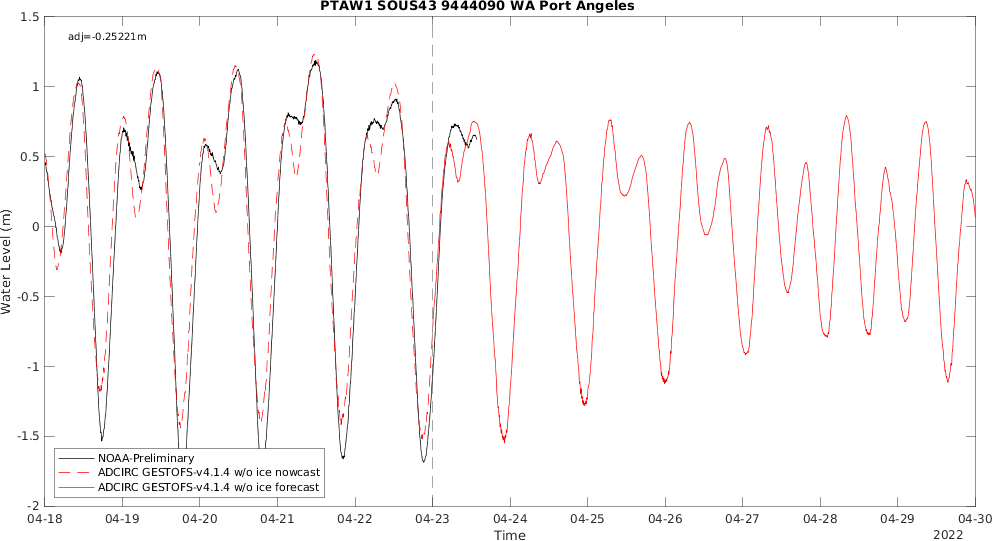 PTAW1 SOUS43 9444090 WA Port Angeles
adj=-0.25221m
1.5
1
0.5
0
-0.5
-1
-1.5
-2
Water Level (m)
NOAA-Preliminary
ADCIRC GESTOFS-v4.1.4 w/o ice nowcast
ADCIRC GESTOFS-v4.1.4 w/o ice forecast
04-18 04-19 04-20 04-21 04-22 04-23 04-24 04-25 04-26 04-27 04-28 04-29 04-30
Time
2022